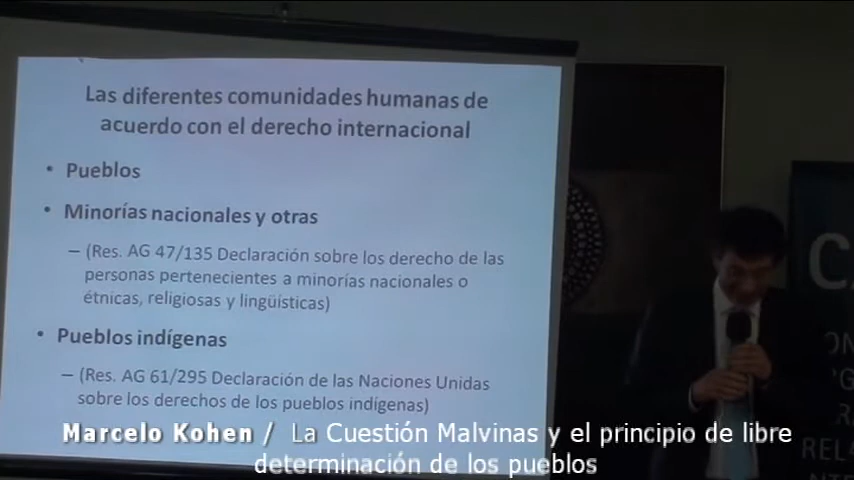 Las diferentes comunidades humanas de
acuerdo con el derecho internacional
• Pueblos
• Minorías nacionales y otras
– (Res. AG 47/135 Declaración sobre los derecho de las
personas pertenecientes a minorías nacionales o
étnicas, religiosas y lingüísticas)
• Pueblos indígenas
– (Res. AG 61/295 Declaración de las Naciones Unidas
sobre los derechos de los pueblos indígenas)
Marcelo Kohen / La Cuestión Malvinas y el principio de libre
determinación de los pueblos